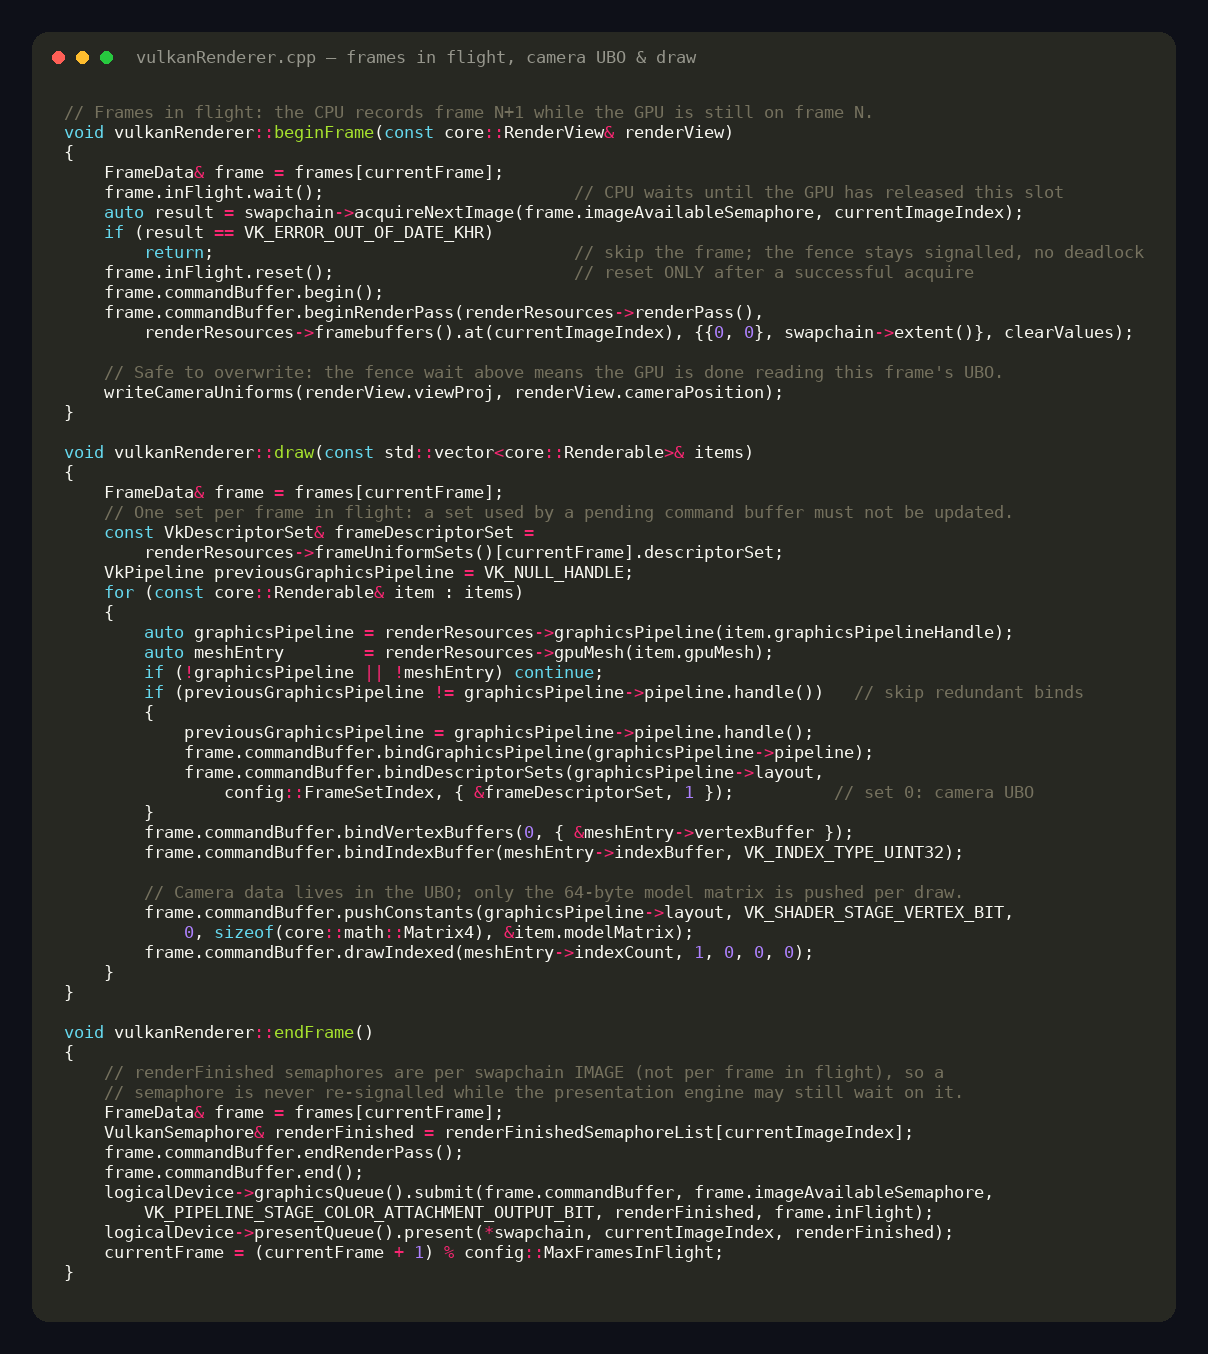 vulkanRenderer.cpp — frames in flight, camera UBO & draw
// Frames in flight: the CPU records frame N+1 while the GPU is still on frame N.
void vulkanRenderer::beginFrame(const core::RenderView& renderView)
{
    FrameData& frame = frames[currentFrame];
    frame.inFlight.wait();                         // CPU waits until the GPU has released this slot
    auto result = swapchain->acquireNextImage(frame.imageAvailableSemaphore, currentImageIndex);
    if (result == VK_ERROR_OUT_OF_DATE_KHR)
        return;                                    // skip the frame; the fence stays signalled, no deadlock
    frame.inFlight.reset();                        // reset ONLY after a successful acquire
    frame.commandBuffer.begin();
    frame.commandBuffer.beginRenderPass(renderResources->renderPass(),
        renderResources->framebuffers().at(currentImageIndex), {{0, 0}, swapchain->extent()}, clearValues);

    // Safe to overwrite: the fence wait above means the GPU is done reading this frame's UBO.
    writeCameraUniforms(renderView.viewProj, renderView.cameraPosition);
}

void vulkanRenderer::draw(const std::vector<core::Renderable>& items)
{
    FrameData& frame = frames[currentFrame];
    // One set per frame in flight: a set used by a pending command buffer must not be updated.
    const VkDescriptorSet& frameDescriptorSet =
        renderResources->frameUniformSets()[currentFrame].descriptorSet;
    VkPipeline previousGraphicsPipeline = VK_NULL_HANDLE;
    for (const core::Renderable& item : items)
    {
        auto graphicsPipeline = renderResources->graphicsPipeline(item.graphicsPipelineHandle);
        auto meshEntry        = renderResources->gpuMesh(item.gpuMesh);
        if (!graphicsPipeline || !meshEntry) continue;
        if (previousGraphicsPipeline != graphicsPipeline->pipeline.handle())   // skip redundant binds
        {
            previousGraphicsPipeline = graphicsPipeline->pipeline.handle();
            frame.commandBuffer.bindGraphicsPipeline(graphicsPipeline->pipeline);
            frame.commandBuffer.bindDescriptorSets(graphicsPipeline->layout,
                config::FrameSetIndex, { &frameDescriptorSet, 1 });          // set 0: camera UBO
        }
        frame.commandBuffer.bindVertexBuffers(0, { &meshEntry->vertexBuffer });
        frame.commandBuffer.bindIndexBuffer(meshEntry->indexBuffer, VK_INDEX_TYPE_UINT32);

        // Camera data lives in the UBO; only the 64-byte model matrix is pushed per draw.
        frame.commandBuffer.pushConstants(graphicsPipeline->layout, VK_SHADER_STAGE_VERTEX_BIT,
            0, sizeof(core::math::Matrix4), &item.modelMatrix);
        frame.commandBuffer.drawIndexed(meshEntry->indexCount, 1, 0, 0, 0);
    }
}

void vulkanRenderer::endFrame()
{
    // renderFinished semaphores are per swapchain IMAGE (not per frame in flight), so a
    // semaphore is never re-signalled while the presentation engine may still wait on it.
    FrameData& frame = frames[currentFrame];
    VulkanSemaphore& renderFinished = renderFinishedSemaphoreList[currentImageIndex];
    frame.commandBuffer.endRenderPass();
    frame.commandBuffer.end();
    logicalDevice->graphicsQueue().submit(frame.commandBuffer, frame.imageAvailableSemaphore,
        VK_PIPELINE_STAGE_COLOR_ATTACHMENT_OUTPUT_BIT, renderFinished, frame.inFlight);
    logicalDevice->presentQueue().present(*swapchain, currentImageIndex, renderFinished);
    currentFrame = (currentFrame + 1) % config::MaxFramesInFlight;
}